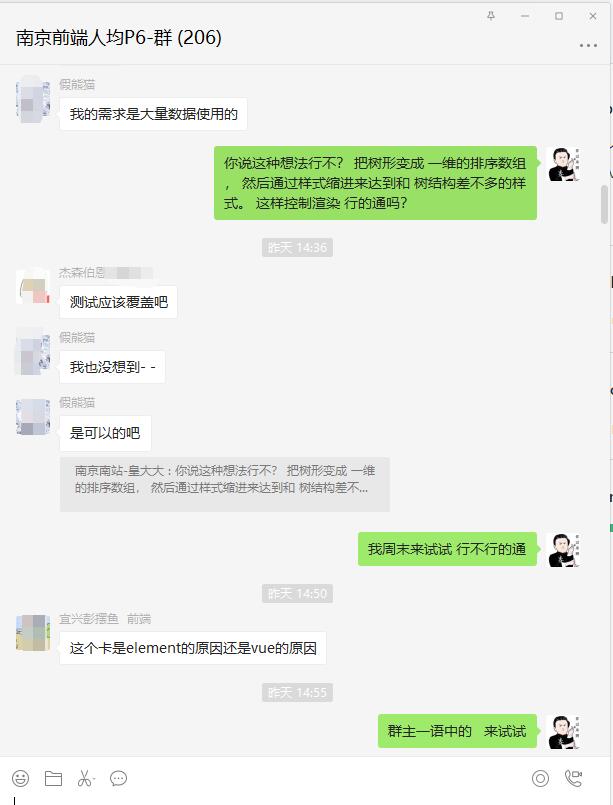 南京前端人均P6-群 (206)
假熊猫
我的需求是大量数据使用的
你说这种想法行不？ 把树形变成 一维的排序数组
， 然后通过样式缩进来达到和 树结构差不多的样
式。 这样控制渲染 行的通吗？
昨天 14:36
杰森伯恩
测试应该覆盖吧
假熊猫
我也没想到- -
假熊猫
是可以的吧
南京南站-皇大大：你说这种想法行不？ 把树形变成 一维
的排序数组， 然后通过样式缩进来达到和 树结构差不...
我周末来试试 行不行的通
昨天 14:50
宜兴彭摆鱼 前端
这个卡是element的原因还是vue的原因
昨天 14:55
群主一语中的 来试试